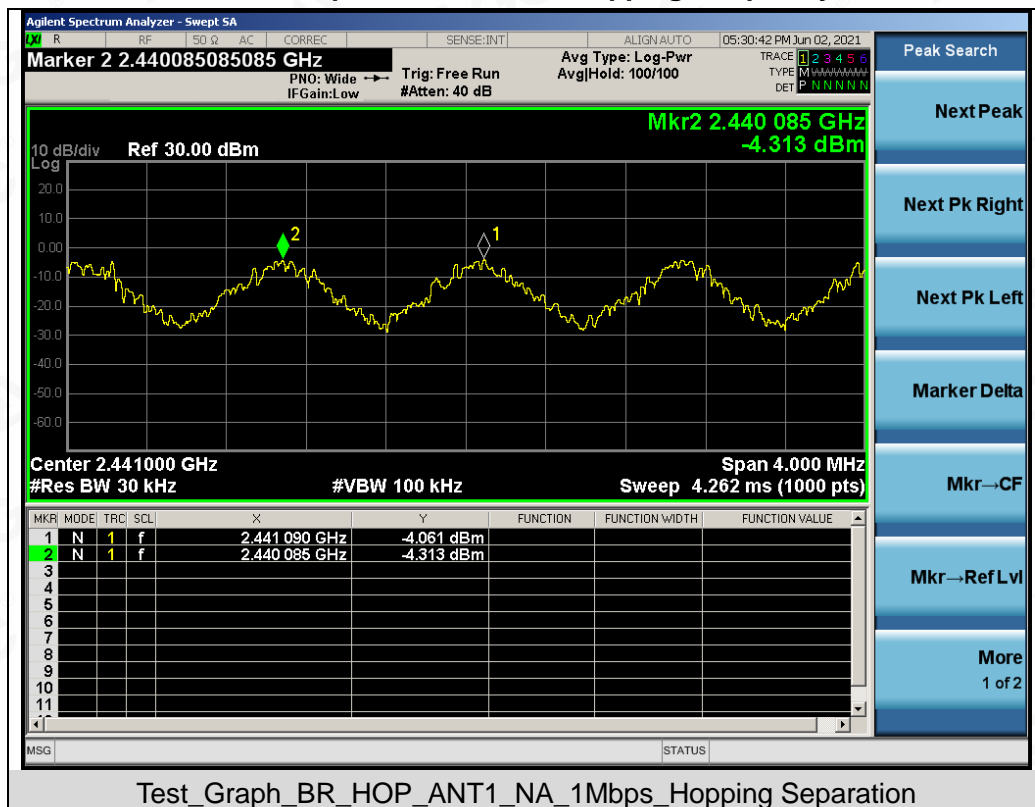 Agilent Spectrum Analyzer - Swept SA
LXI R RF 50 Ω AC CORREC SENSE:INT ALIGN AUTO 05:30:42 PM Jun 02, 2021
Marker 2 2.440085085085 GHz
PNO: Wide
IFGain:Low
Trig: Free Run
#Atten: 40 dB
Avg Type: Log-Pwr
Avg|Hold: 100/100
TRACE 1 2 3 4 5 6
TYPE M WWWWW
DET P N N N N N
Mkr2 2.440 085 GHz
-4.313 dBm
10 dB/div Ref 30.00 dBm
Log
20.0
10.0
0.00
-10.0
-20.0
-30.0
-40.0
-50.0
-60.0
2
1
Center 2.441000 GHz Span 4.000 MHz
#Res BW 30 kHz #VBW 100 kHz Sweep 4.262 ms (1000 pts)
MKR MODE TRC SCL X Y FUNCTION FUNCTION WIDTH FUNCTION VALUE
1 N 1 f 2.441 090 GHz -4.061 dBm
2 N 1 f 2.440 085 GHz -4.313 dBm
3
4
5
6
7
8
9
10
11
MSG STATUS
Peak Search
Next Peak
Next Pk Right
Next Pk Left
Marker Delta
Mkr→CF
Mkr→Ref Lvl
More
1 of 2
Test_Graph_BR_HOP_ANT1_NA_1Mbps_Hopping Separation